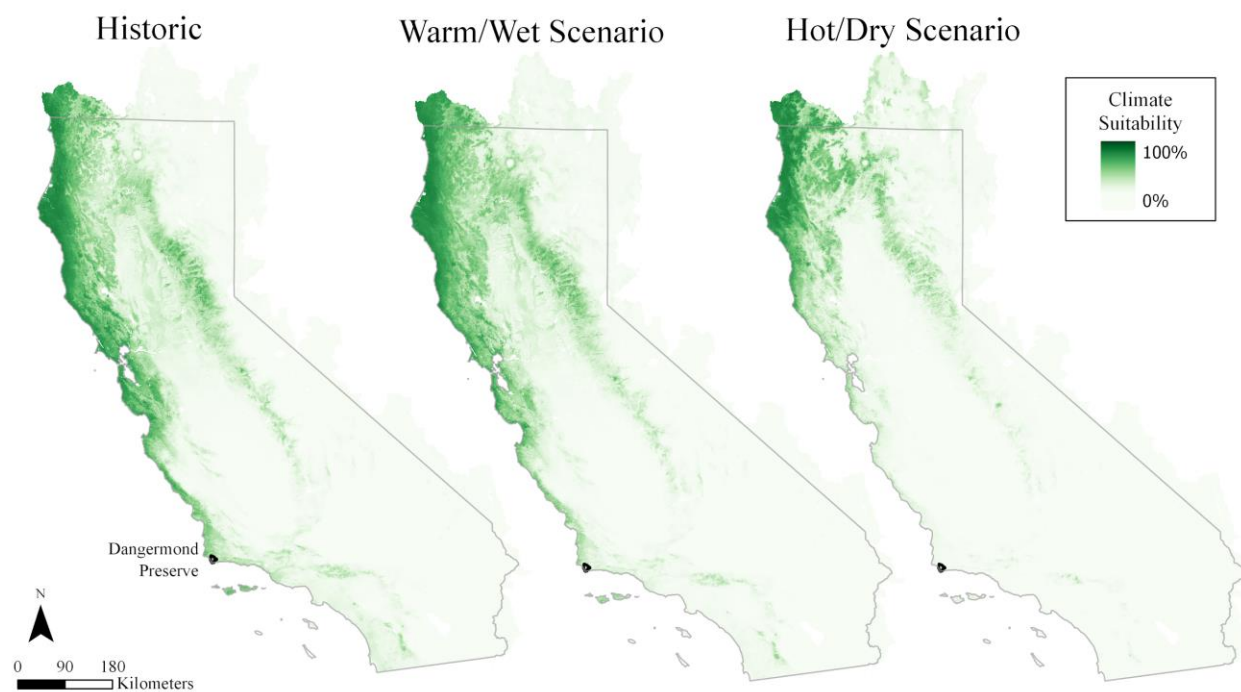 Historic
Warm/Wet Scenario
Hot/Dry Scenario
Climate
Suitability
100%
0%
Dangermond
Preserve
N
0 90 180
Kilometers